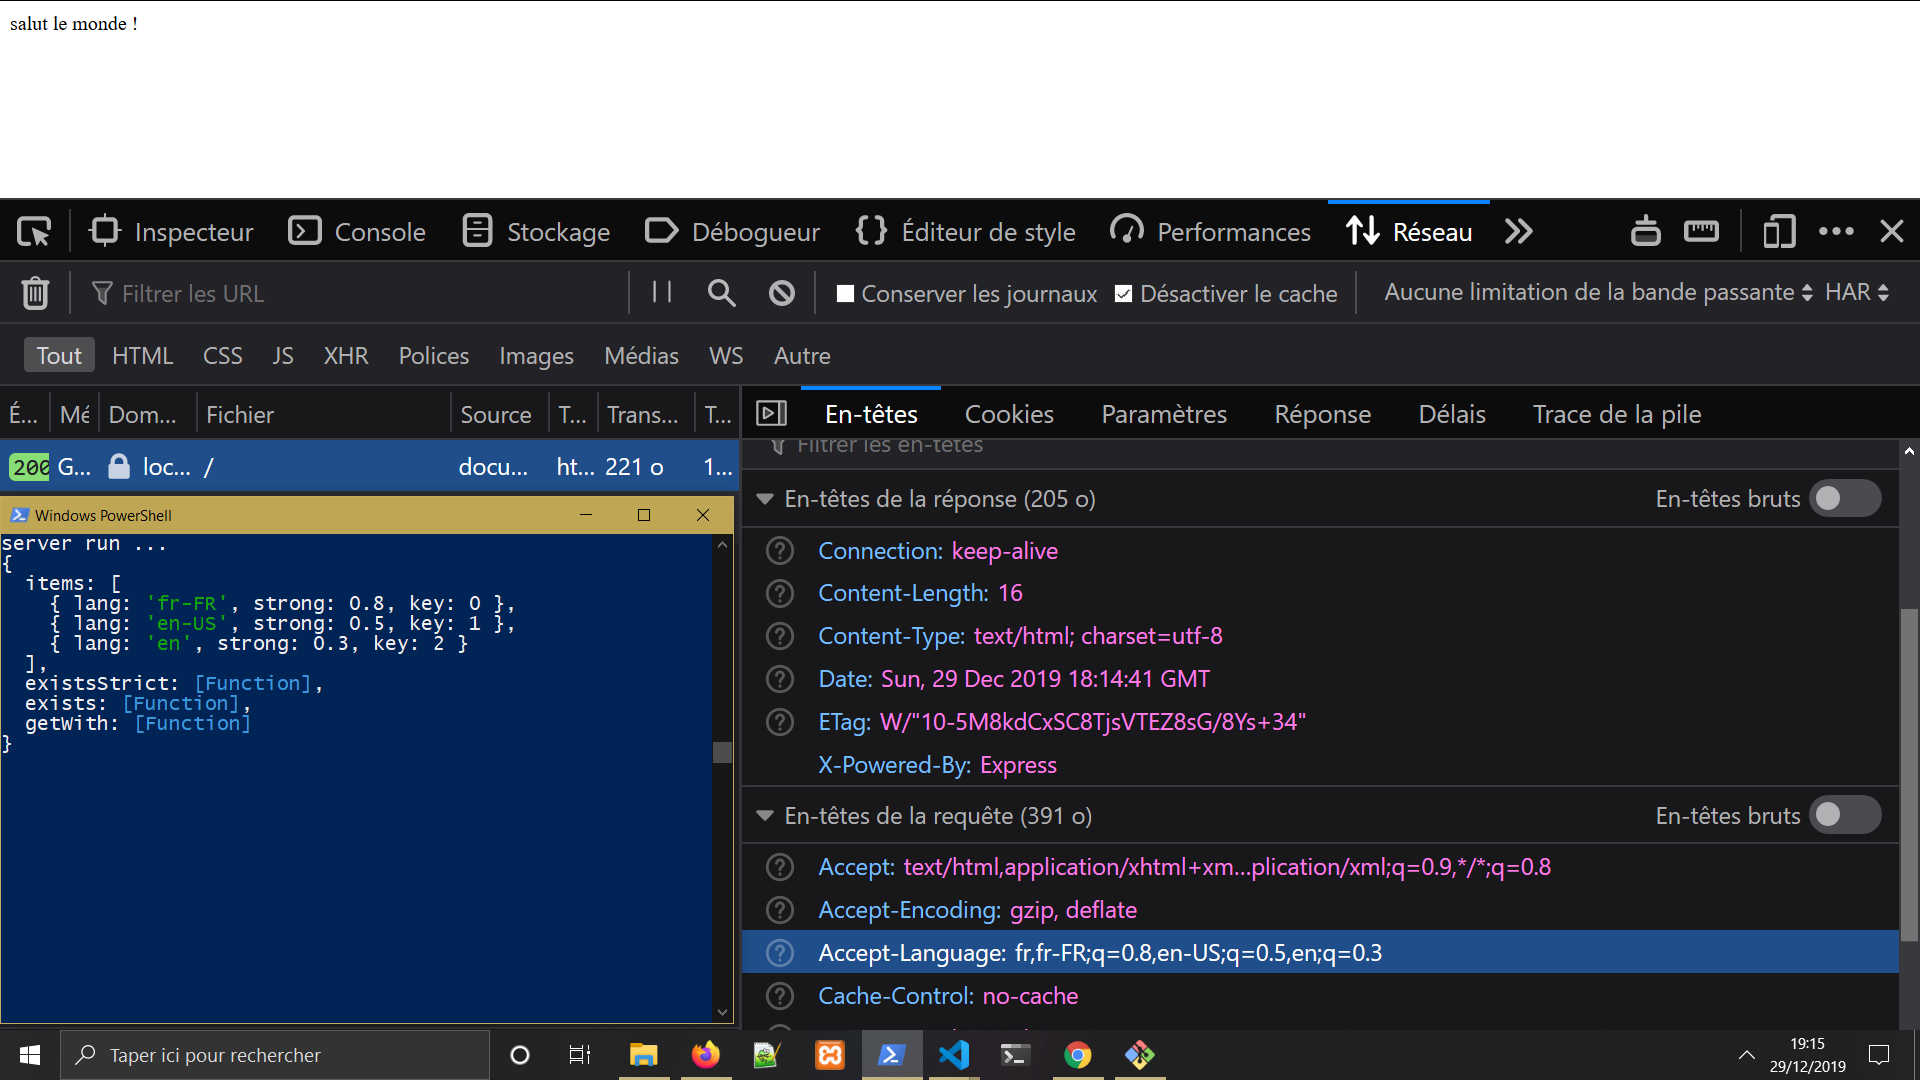 salut le monde !
Inspecteur Console Stockage Débogueur Éditeur de style Performances Réseau
Filtrer les URL Conserver les journaux Désactiver le cache Aucune limitation de la bande passante HAR
Tout HTML CSS JS XHR Polices Images Médias WS Autre
É... Mé Dom... Fichier Source T... Trans... T...
200 G... loc... / docu... ht... 221 o 1...
Windows PowerShell
server run ...
{
  items: [
    { lang: 'fr-FR', strong: 0.8, key: 0 },
    { lang: 'en-US', strong: 0.5, key: 1 },
    { lang: 'en', strong: 0.3, key: 2 }
  ],
  existsStrict: [Function],
  exists: [Function],
  getWith: [Function]
}
En-têtes Cookies Paramètres Réponse Délais Trace de la pile
Filtrer les en-têtes
En-têtes de la réponse (205 o) En-têtes bruts
Connection: keep-alive
Content-Length: 16
Content-Type: text/html; charset=utf-8
Date: Sun, 29 Dec 2019 18:14:41 GMT
ETag: W/"10-5M8kdCxSC8TjsVTEZ8sG/8Ys+34"
X-Powered-By: Express
En-têtes de la requête (391 o) En-têtes bruts
Accept: text/html,application/xhtml+xm...plication/xml;q=0.9,*/*;q=0.8
Accept-Encoding: gzip, deflate
Accept-Language: fr,fr-FR;q=0.8,en-US;q=0.5,en;q=0.3
Cache-Control: no-cache
Taper ici pour rechercher
19:15
29/12/2019